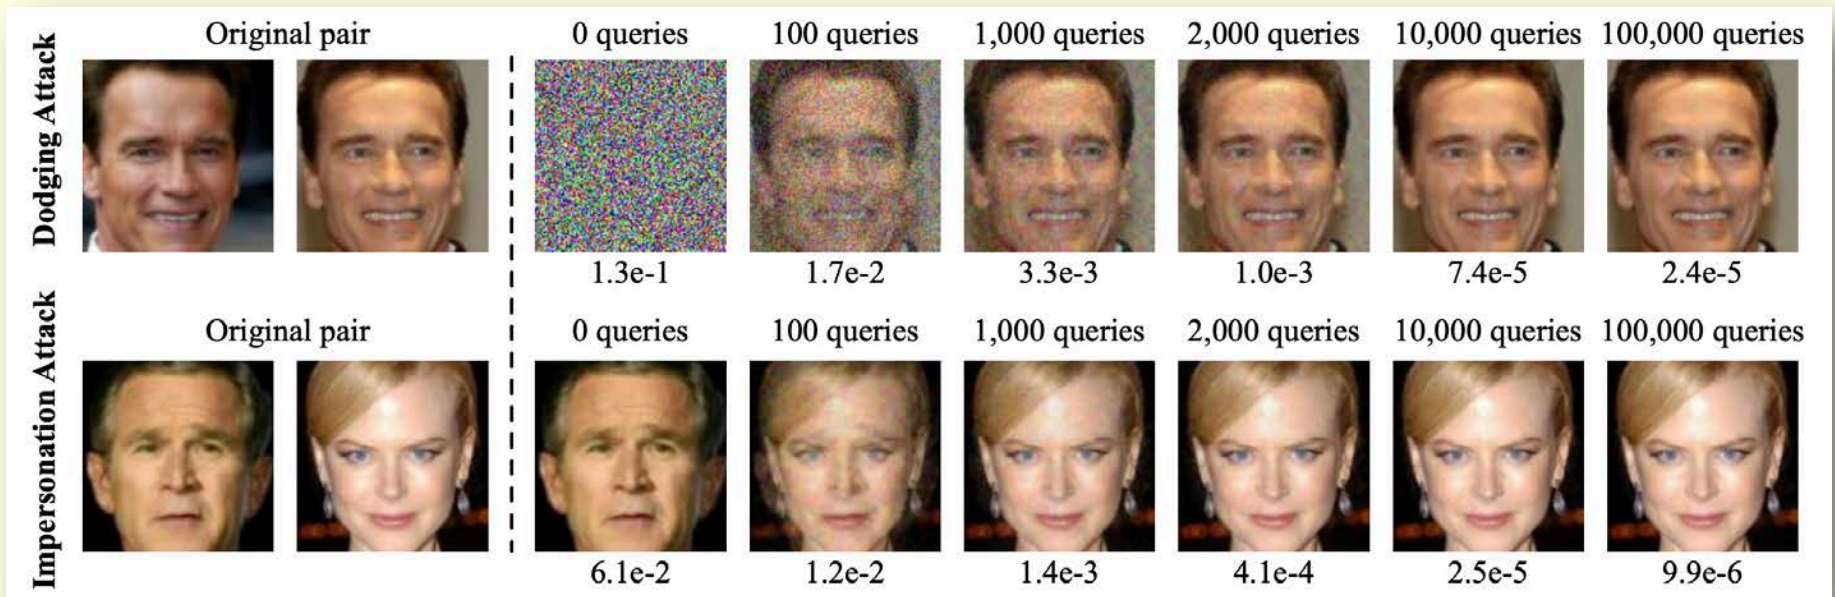 Dodging Attack
Original pair
0 queries
100 queries
1,000 queries
2,000 queries
10,000 queries
100,000 queries
1.3e-1
1.7e-2
3.3e-3
1.0e-3
7.4e-5
2.4e-5
Impersonation Attack
Original pair
0 queries
100 queries
1,000 queries
2,000 queries
10,000 queries
100,000 queries
6.1e-2
1.2e-2
1.4e-3
4.1e-4
2.5e-5
9.9e-6